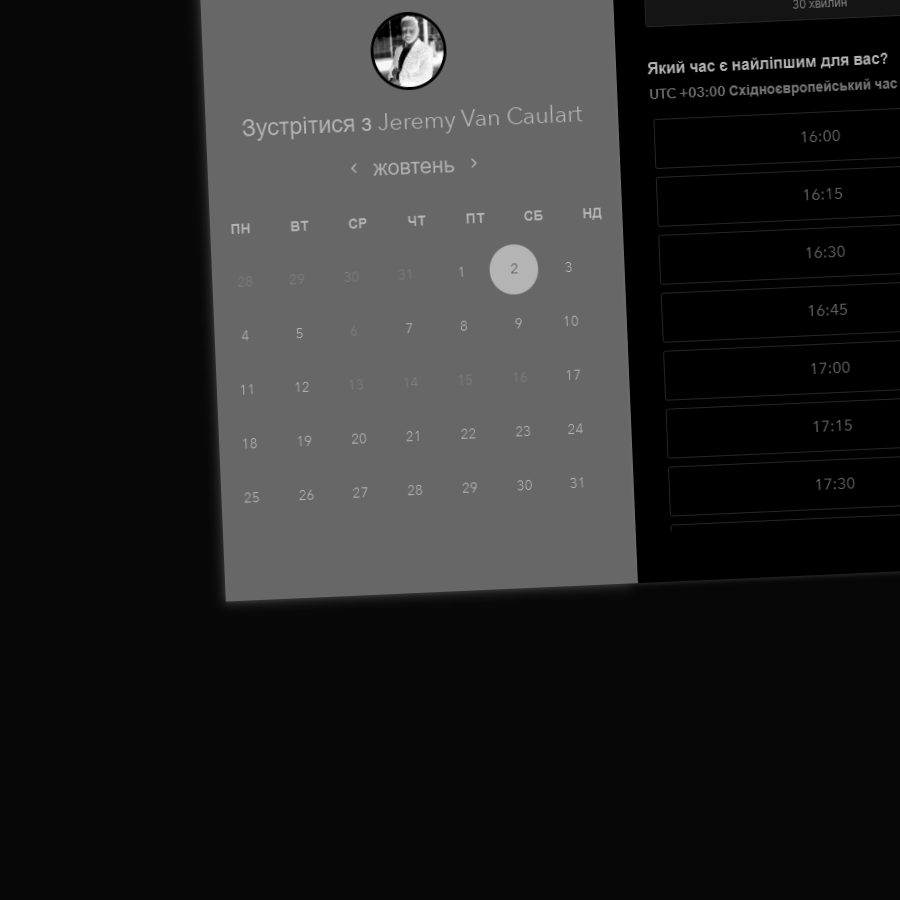 Зустрітися з Jeremy Van Caulart
‹ жовтень ›
ПН ВТ СР ЧТ ПТ СБ НД
28 29 30 31 1 2 3
4 5 6 7 8 9 10
11 12 13 14 15 16 17
18 19 20 21 22 23 24
25 26 27 28 29 30 31
30 хвилин
Який час є найліпшим для вас?
UTC +03:00 Східноєвропейський час
16:00
16:15
16:30
16:45
17:00
17:15
17:30